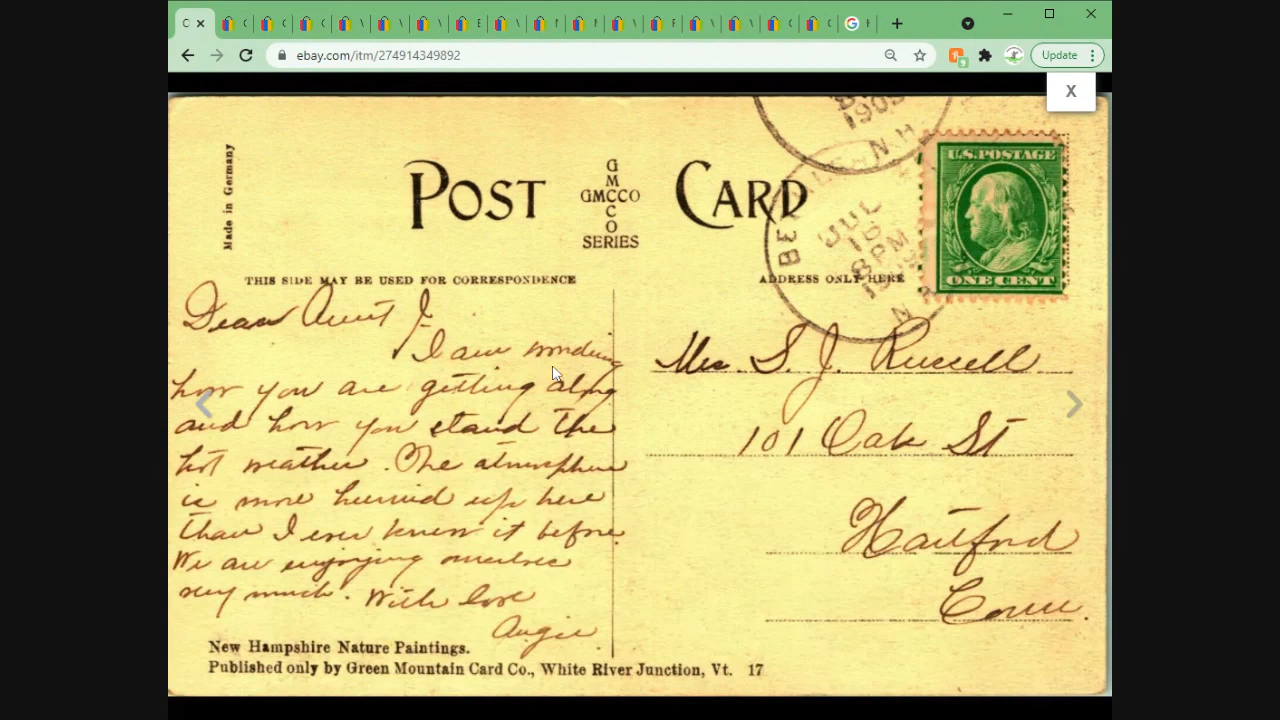 ebay.com/itm/274914349892
Update
X
Made in Germany
POST CARD
G
M
GMCCO
C
O
SERIES
1909
N.H.
JUL
8 PM
U.S. POSTAGE
ONE CENT
THIS SIDE MAY BE USED FOR CORRESPONDENCE
ADDRESS ONLY HERE
Dear Aunt J.
I am wondering
how you are getting along
and how you stand the
hot weather. The atmosphere
is more humid up here
than I ever knew it before.
We are enjoying ourselves
very much. With love
Angie
Mrs. S. J. Russell
101 Oak St
Hartford
Conn.
New Hampshire Nature Paintings.
Published only by Green Mountain Card Co., White River Junction, Vt. 17